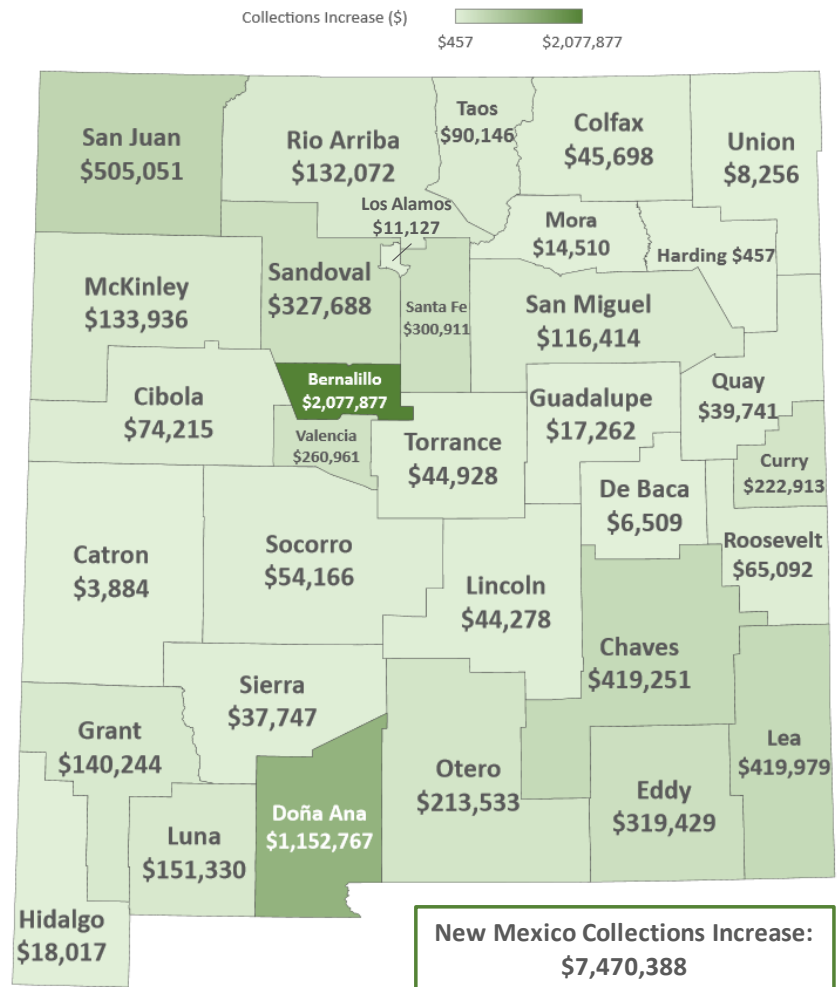 Collections Increase ($)
$457
$2,077,877
San Juan
$505,051
Rio Arriba
$132,072
Taos
$90,146
Colfax
$45,698
Union
$8,256
Los Alamos
$11,127
Mora
$14,510
Harding $457
McKinley
$133,936
Sandoval
$327,688
Santa Fe
$300,911
San Miguel
$116,414
Cibola
$74,215
Bernalillo
$2,077,877
Valencia
$260,961
Torrance
$44,928
Guadalupe
$17,262
Quay
$39,741
Curry
$222,913
De Baca
$6,509
Roosevelt
$65,092
Catron
$3,884
Socorro
$54,166
Lincoln
$44,278
Chaves
$419,251
Sierra
$37,747
Grant
$140,244
Lea
$419,979
Otero
$213,533
Eddy
$319,429
Doña Ana
$1,152,767
Luna
$151,330
Hidalgo
$18,017
New Mexico Collections Increase:
$7,470,388